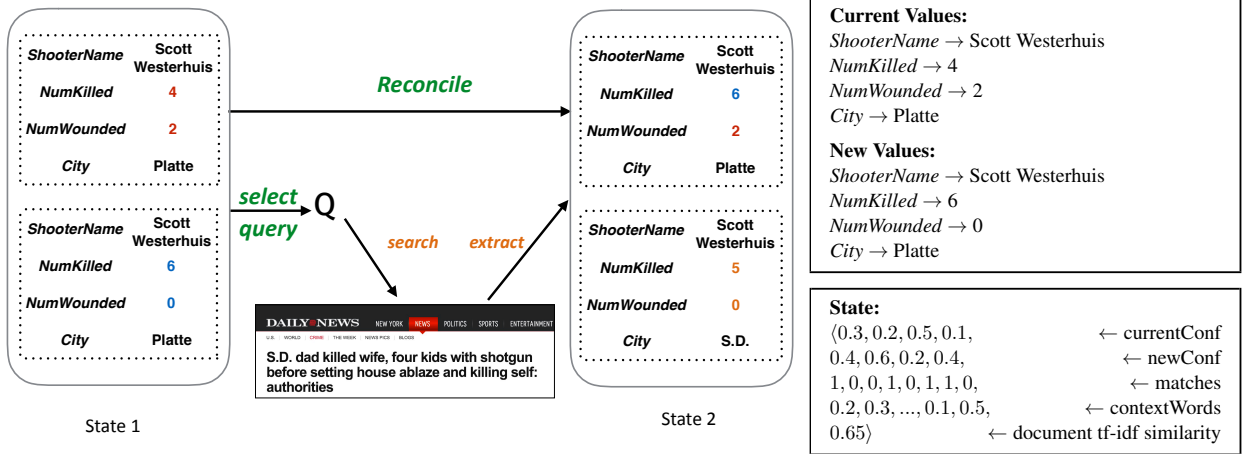 ShooterName
Scott
Westerhuis
NumKilled
4
NumWounded
2
City
Platte
ShooterName
Scott
Westerhuis
NumKilled
6
NumWounded
0
City
Platte
State 1
Reconcile
select
query
Q
search
extract
DAILY NEWS
NEW YORK
NEWS
POLITICS
SPORTS
ENTERTAINMENT
U.S.
WORLD
CRIME
THE WEEK
NEWS PICS
BLOGS
S.D. dad killed wife, four kids with shotgun
before setting house ablaze and killing self:
authorities
ShooterName
Scott
Westerhuis
NumKilled
6
NumWounded
2
City
Platte
ShooterName
Scott
Westerhuis
NumKilled
5
NumWounded
0
City
S.D.
State 2
Current Values:
ShooterName → Scott Westerhuis
NumKilled → 4
NumWounded → 2
City → Platte
New Values:
ShooterName → Scott Westerhuis
NumKilled → 6
NumWounded → 0
City → Platte
State:
⟨0.3, 0.2, 0.5, 0.1, ← currentConf
0.4, 0.6, 0.2, 0.4, ← newConf
1, 0, 0, 1, 0, 1, 1, 0, ← matches
0.2, 0.3, ..., 0.1, 0.5, ← contextWords
0.65⟩ ← document tf-idf similarity